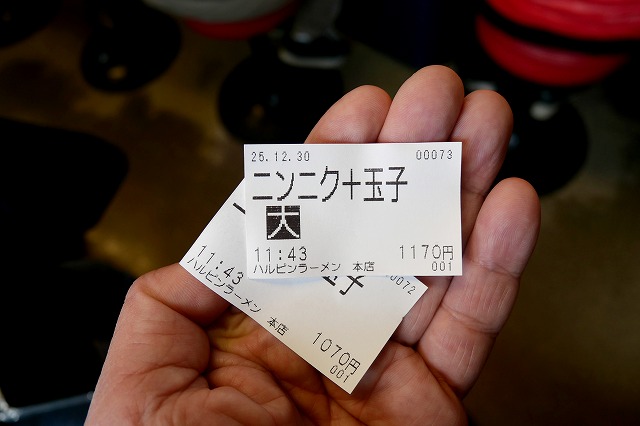 25.12.30 00073
ニンニク+玉子
大
11:43 1170円
ハルピンラーメン 本店 001
00072
子
11:43
ハルピンラーメン 本店
1070円
001